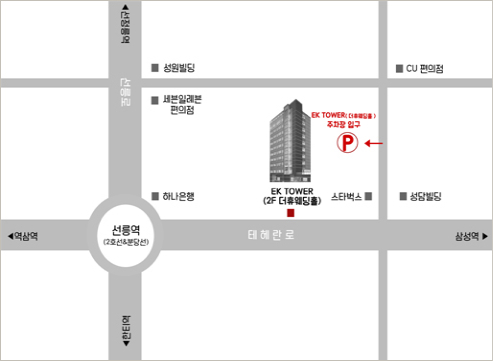 ◀선정릉역
선릉로
성원빌딩
CU 편의점
세븐일레븐
편의점
EK TOWER(더휴웨딩홀)
주차장 입구
P
하나은행
EK TOWER
(2F 더휴웨딩홀)
스타벅스
성담빌딩
선릉역
(2호선&분당선)
◀역삼역
테헤란로
삼성역 ▶
한티역▶